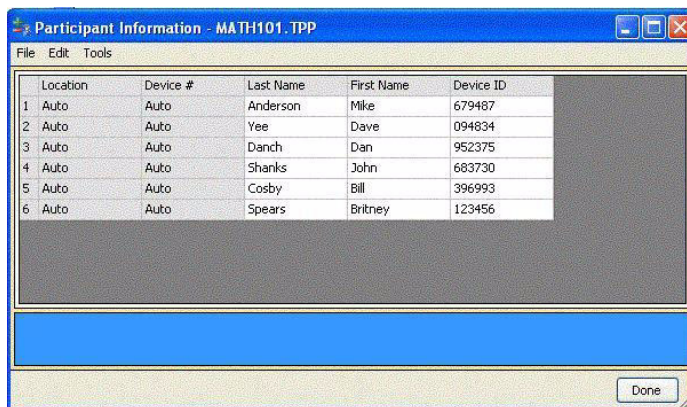 Participant Information - MATH101.TPP
File Edit Tools
Location Device # Last Name First Name Device ID
1 Auto Auto Anderson Mike 679487
2 Auto Auto Yee Dave 094834
3 Auto Auto Danch Dan 952375
4 Auto Auto Shanks John 683730
5 Auto Auto Cosby Bill 396993
6 Auto Auto Spears Britney 123456
Done